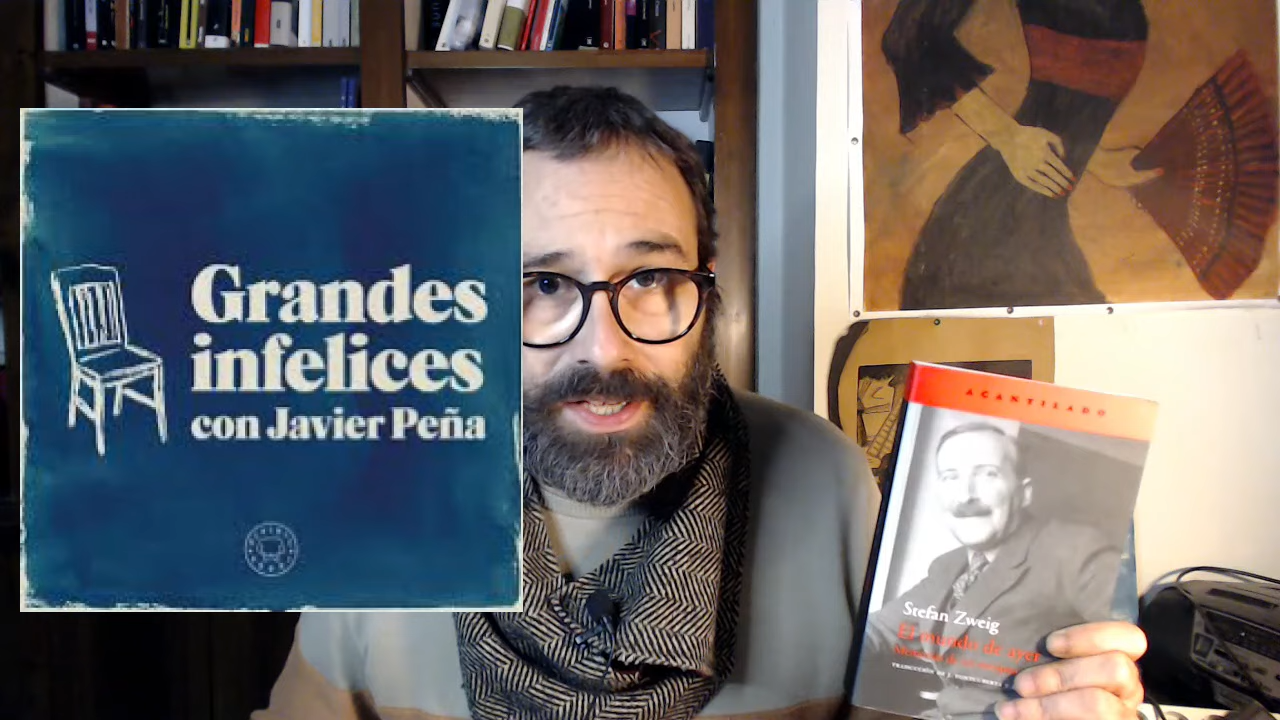 Grandes
infelices
con Javier Peña
ACANTILADO
Stefan Zweig
El mundo de ayer